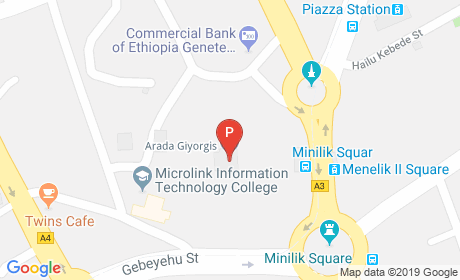 Piazza Station
Commercial Bank
of Ethiopia Genete...
Hailu Kebede St
P
Arada Giyorgis
Minilik Squar
Menelik II Square
Microlink Information
Technology College
A3
Twins Cafe
A4
Minilik Square
Gebeyehu St
Google
Map data ©2019 Google